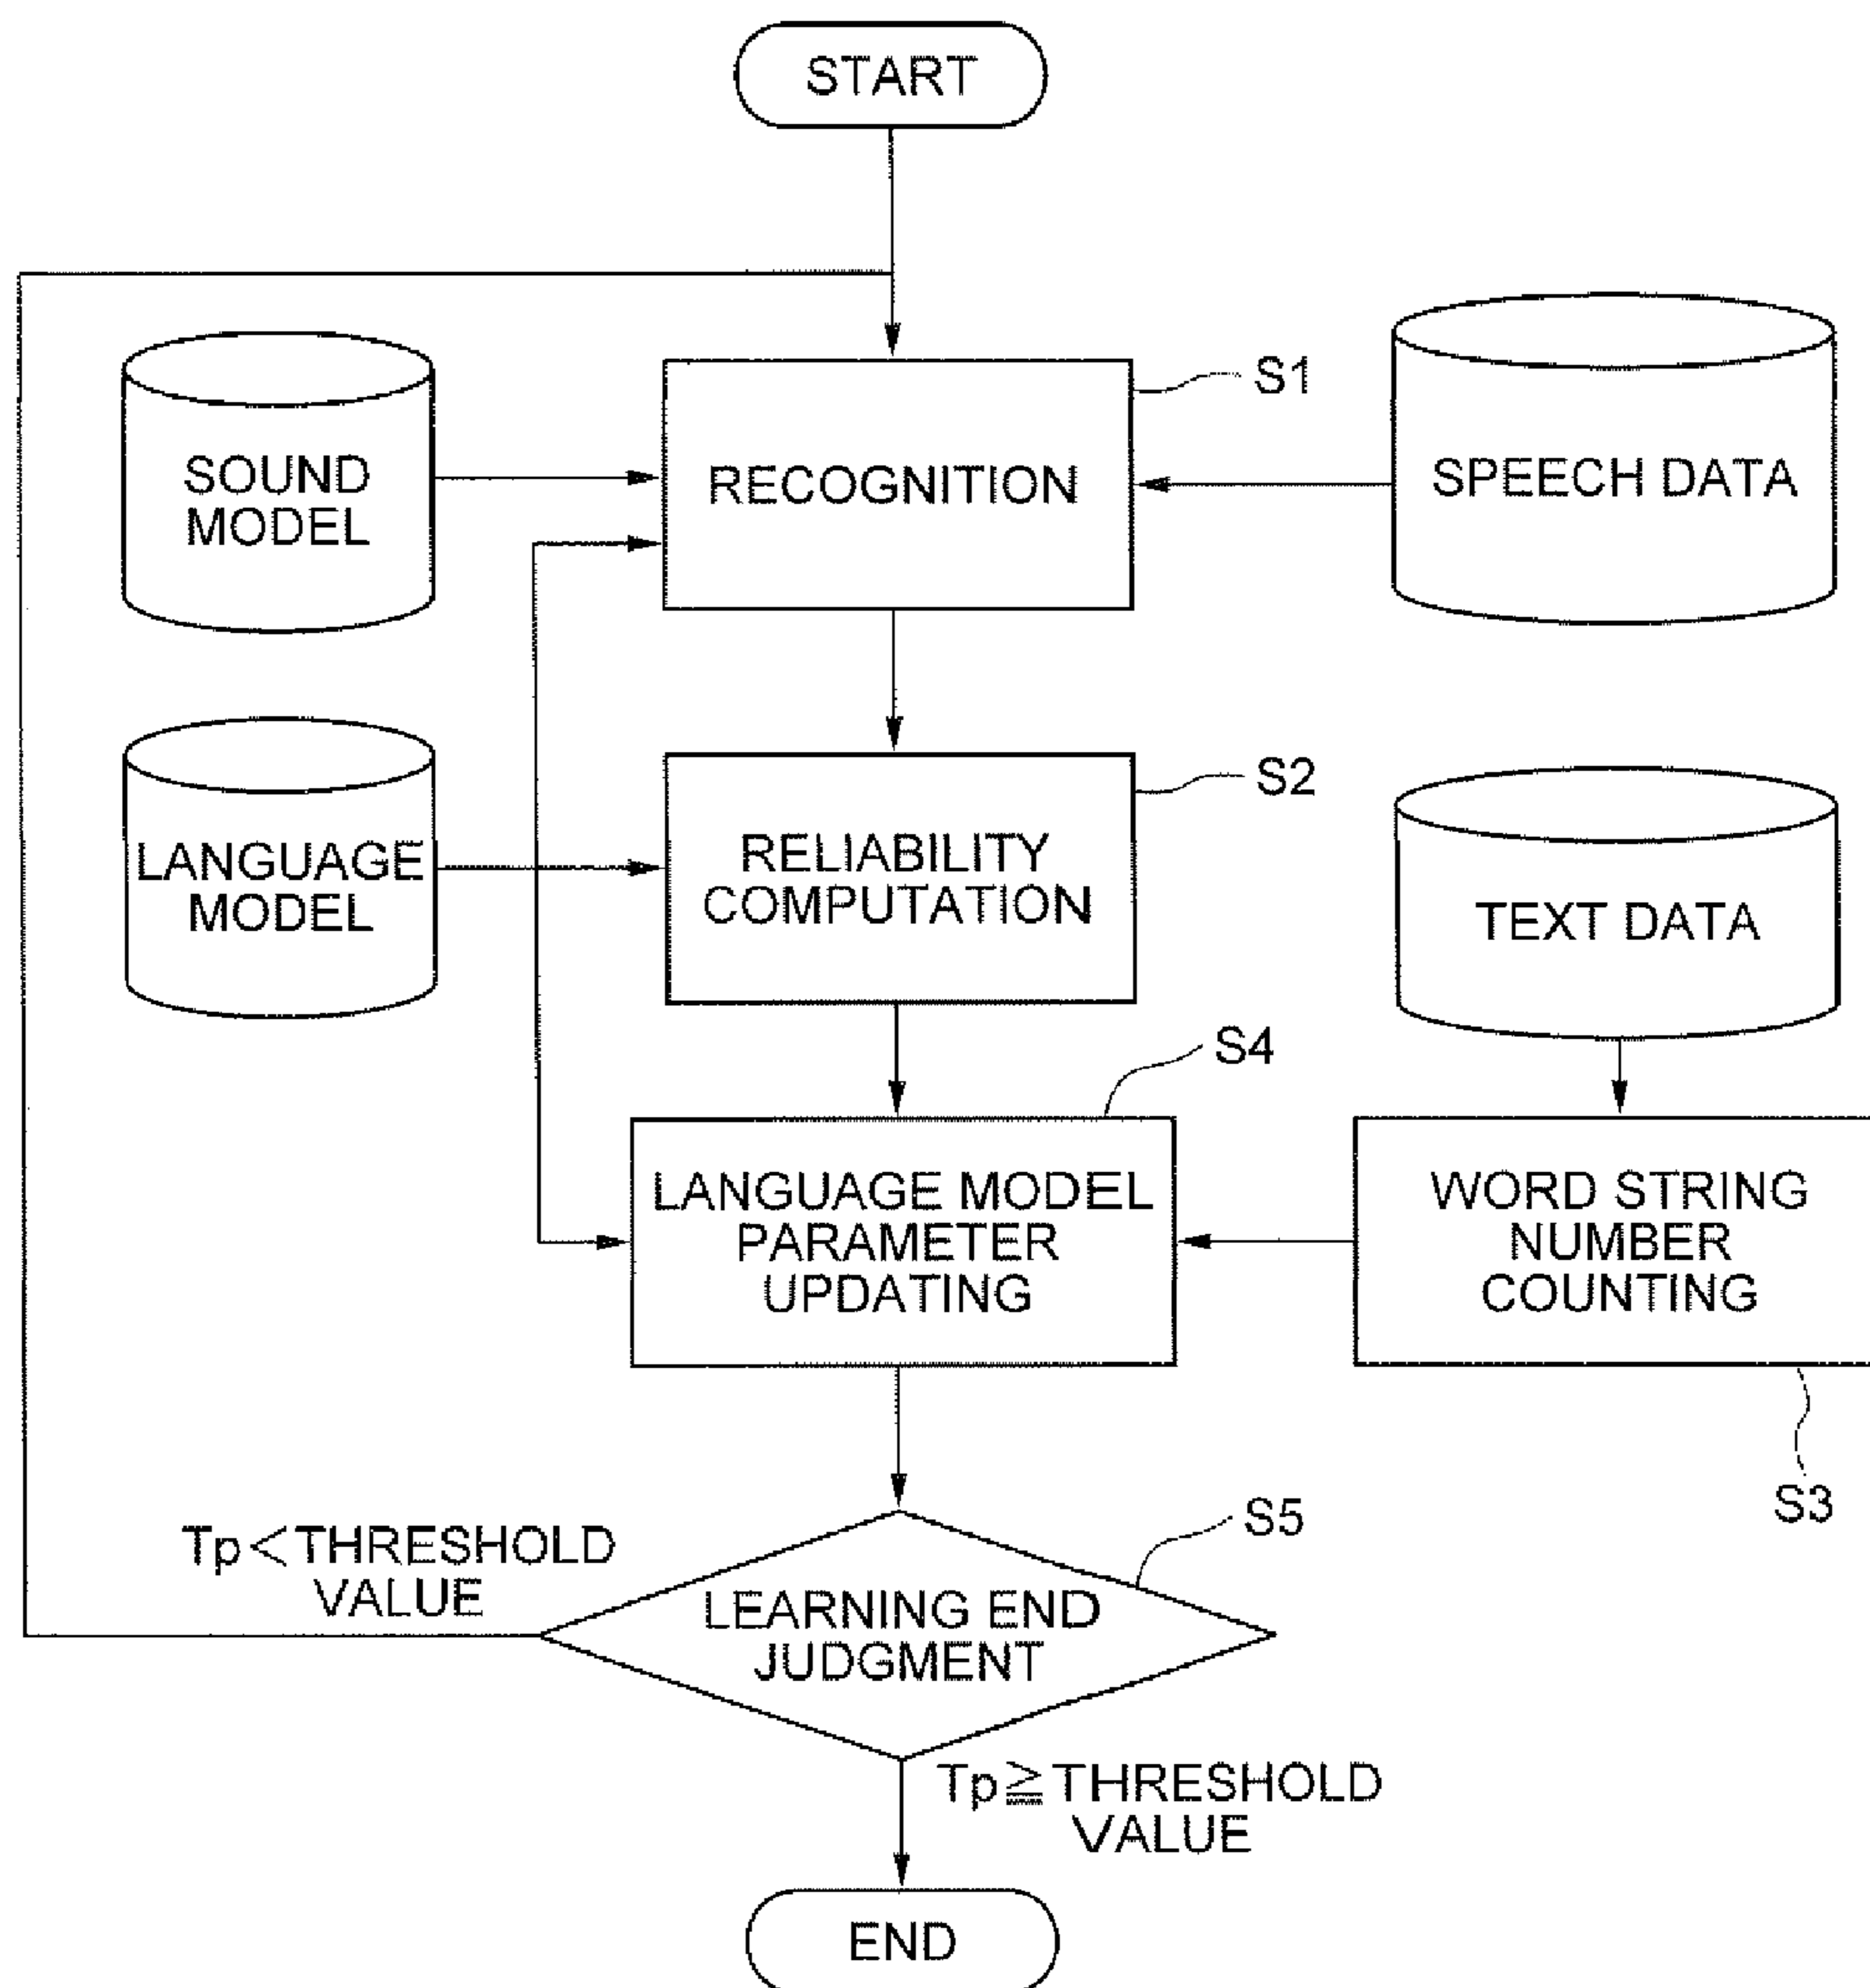 START
S1
SOUND
MODEL
RECOGNITION
SPEECH DATA
S2
LANGUAGE
MODEL
RELIABILITY
COMPUTATION
TEXT DATA
S4
LANGUAGE MODEL
PARAMETER
UPDATING
WORD STRING
NUMBER
COUNTING
S3
Tp<THRESHOLD
VALUE
S5
LEARNING END
JUDGMENT
Tp≧THRESHOLD
VALUE
END